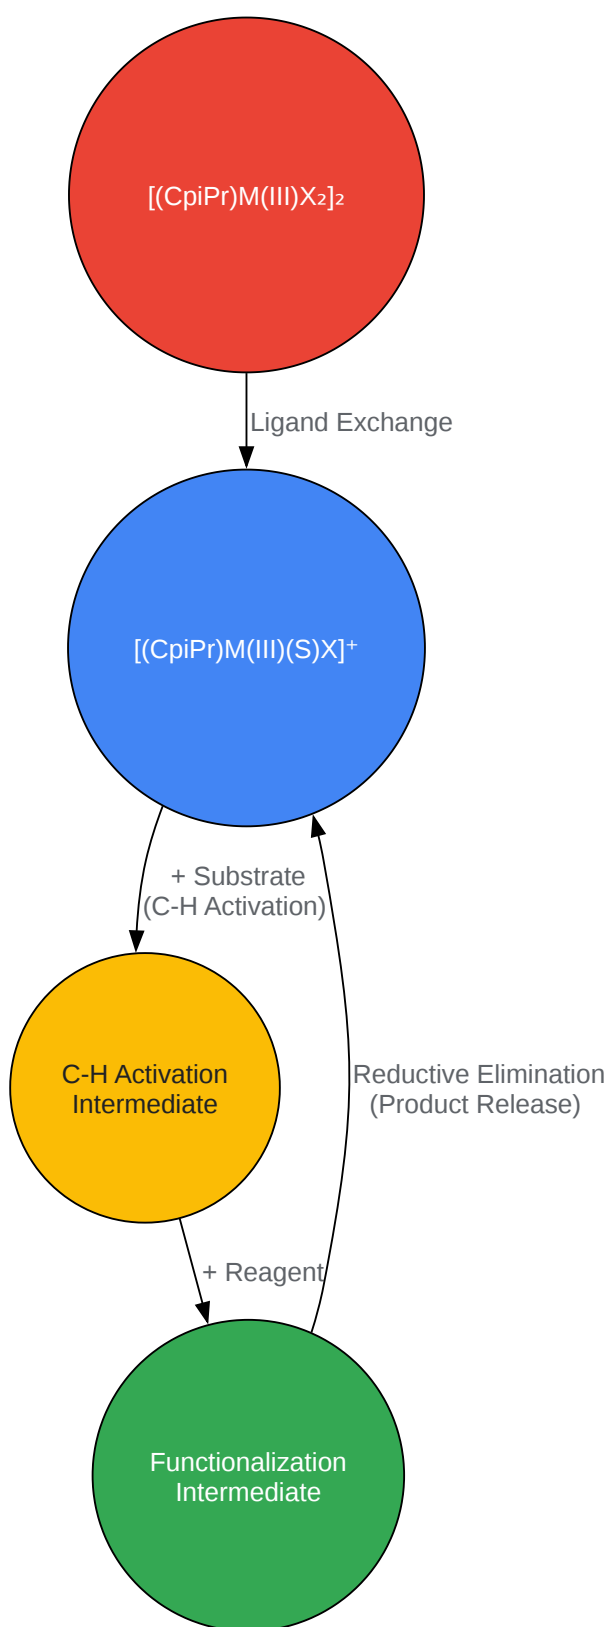 [(CpiPr)M(III)X₂]₂
Ligand Exchange
[(CpiPr)M(III)(S)X]⁺
+ Substrate
(C-H Activation)
C-H Activation
Intermediate
Reductive Elimination
(Product Release)
+ Reagent
Functionalization
Intermediate